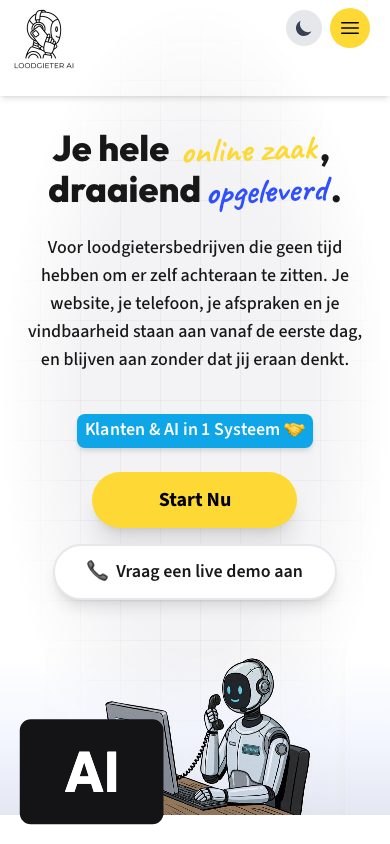 LOODGIETER AI
Je hele online zaak,
draaiend opgeleverd.
Voor loodgietersbedrijven die geen tijd
hebben om er zelf achteraan te zitten. Je
website, je telefoon, je afspraken en je
vindbaarheid staan aan vanaf de eerste dag,
en blijven aan zonder dat jij eraan denkt.
Klanten & AI in 1 Systeem 🤝
Start Nu
📞 Vraag een live demo aan
AI